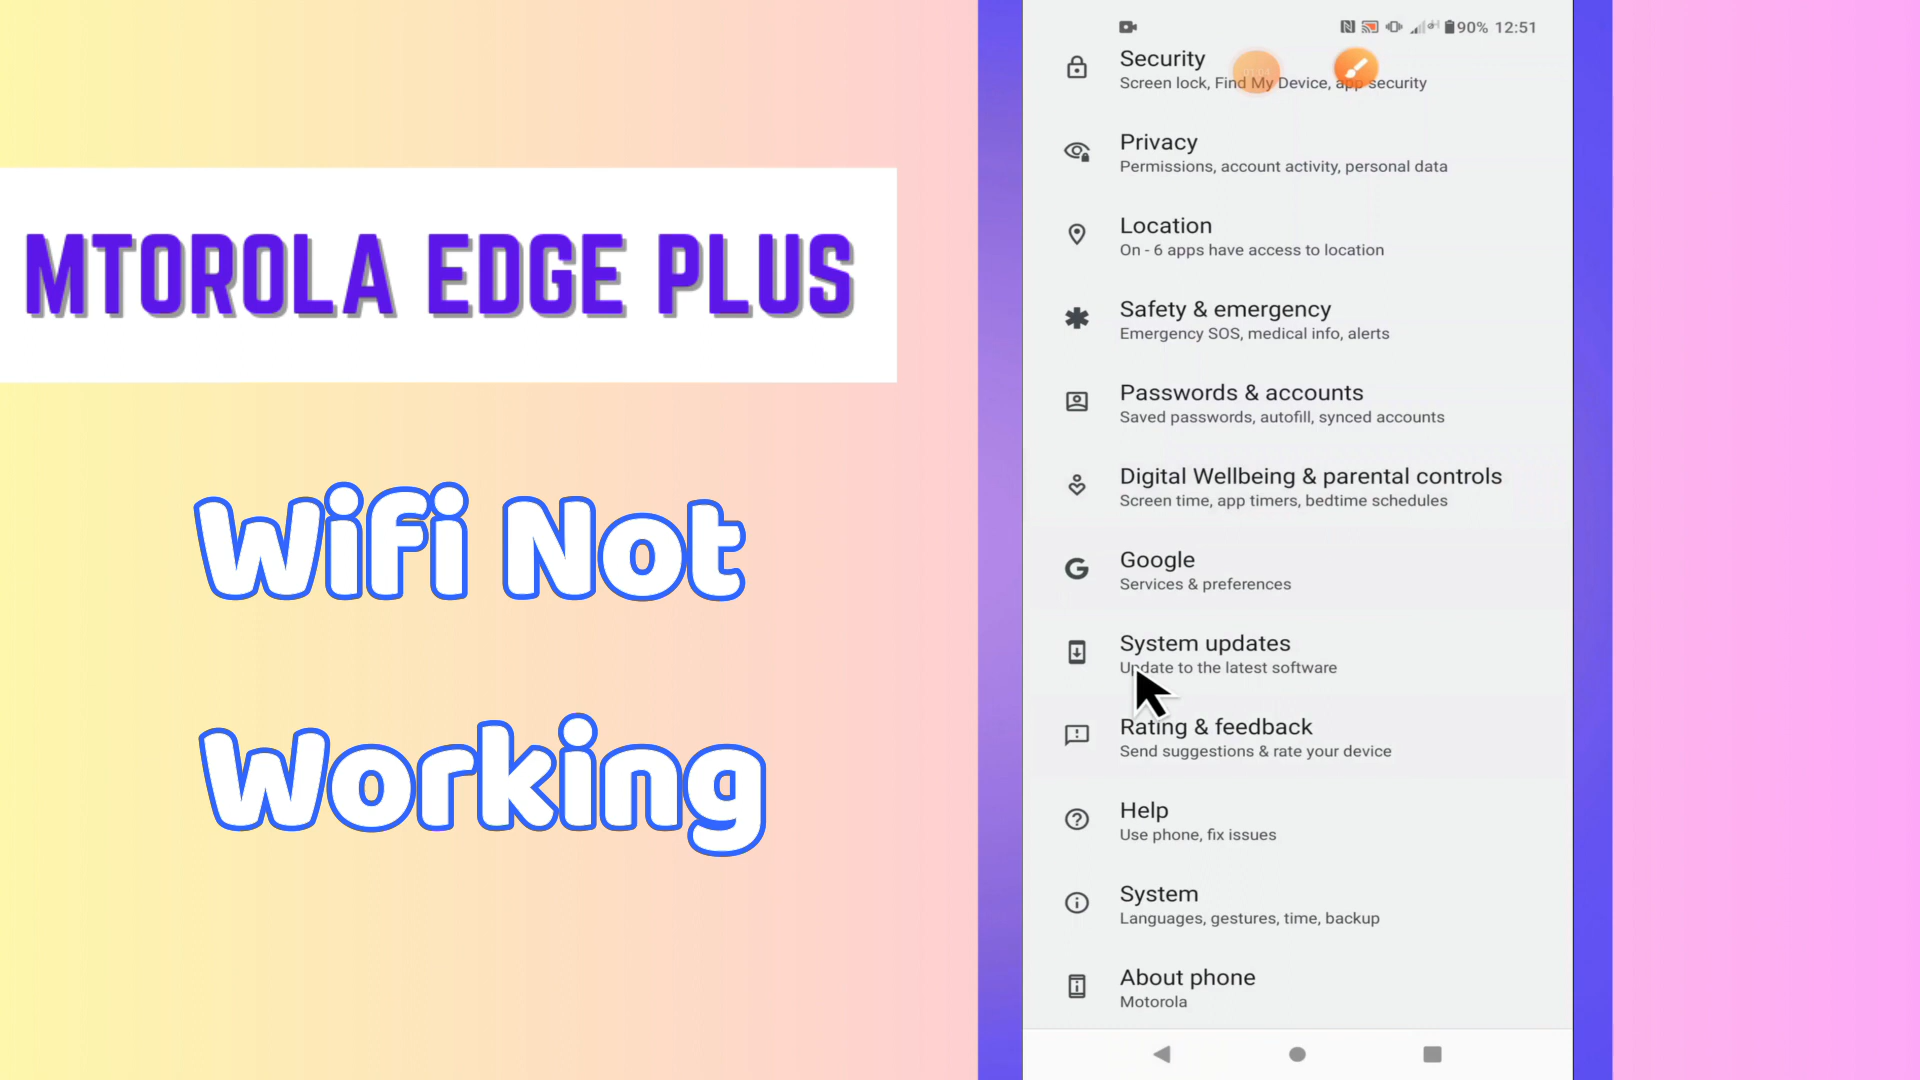 MTOROLA EDGE PLUS
Wifi Not
Working
90% 12:51
Security
Screen lock, Find My Device, app security
Privacy
Permissions, account activity, personal data
Location
On - 6 apps have access to location
Safety & emergency
Emergency SOS, medical info, alerts
Passwords & accounts
Saved passwords, autofill, synced accounts
Digital Wellbeing & parental controls
Screen time, app timers, bedtime schedules
Google
Services & preferences
System updates
Update to the latest software
Rating & feedback
Send suggestions & rate your device
Help
Use phone, fix issues
System
Languages, gestures, time, backup
About phone
Motorola